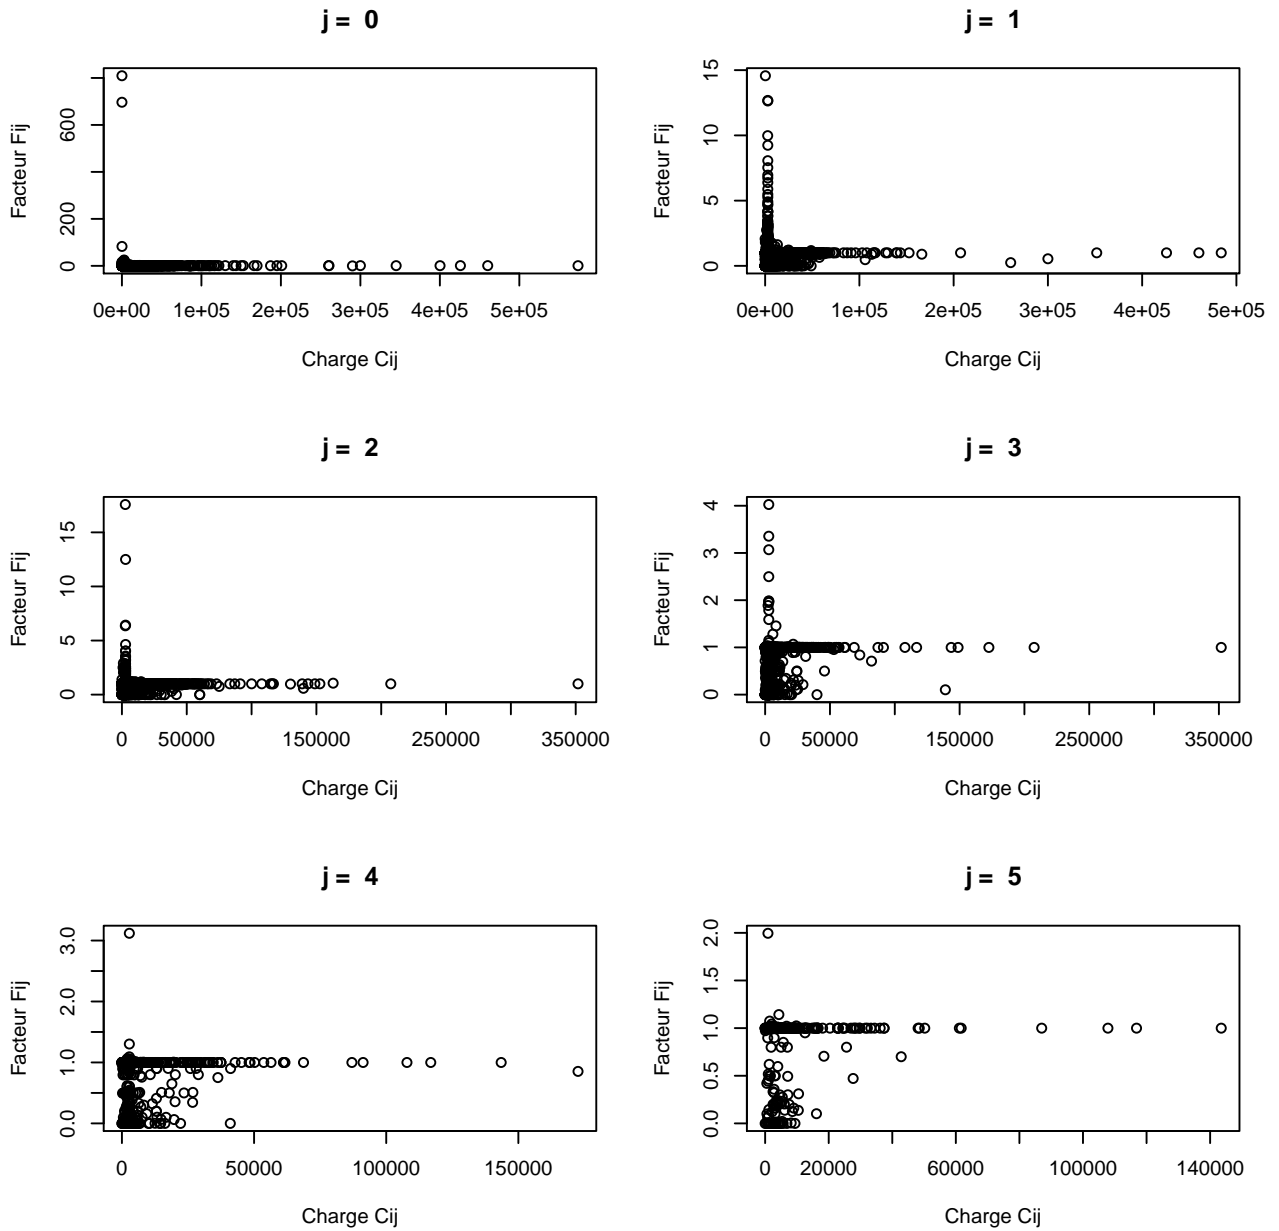 j = 0
Facteur Fij
0 200 600
0e+00 1e+05 2e+05 3e+05 4e+05 5e+05
Charge Cij
j = 1
Facteur Fij
0 5 10 15
0e+00 1e+05 2e+05 3e+05 4e+05 5e+05
Charge Cij
j = 2
Facteur Fij
0 5 10 15
0 50000 150000 250000 350000
Charge Cij
j = 3
Facteur Fij
0 1 2 3 4
0 50000 150000 250000 350000
Charge Cij
j = 4
Facteur Fij
0.0 1.0 2.0 3.0
0 50000 100000 150000
Charge Cij
j = 5
Facteur Fij
0.0 0.5 1.0 1.5 2.0
0 20000 60000 100000 140000
Charge Cij